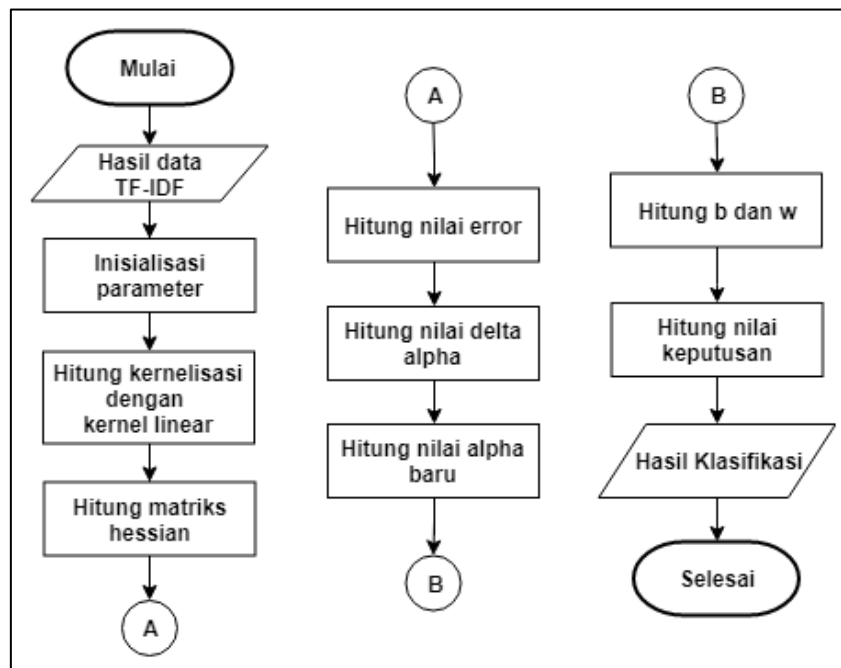 Mulai
Hasil data
TF-IDF
Inisialisasi
parameter
Hitung kernelisasi
dengan
kernel linear
Hitung matriks
hessian
A
A
Hitung nilai error
Hitung nilai delta
alpha
Hitung nilai alpha
baru
B
B
Hitung b dan w
Hitung nilai
keputusan
Hasil Klasifikasi
Selesai